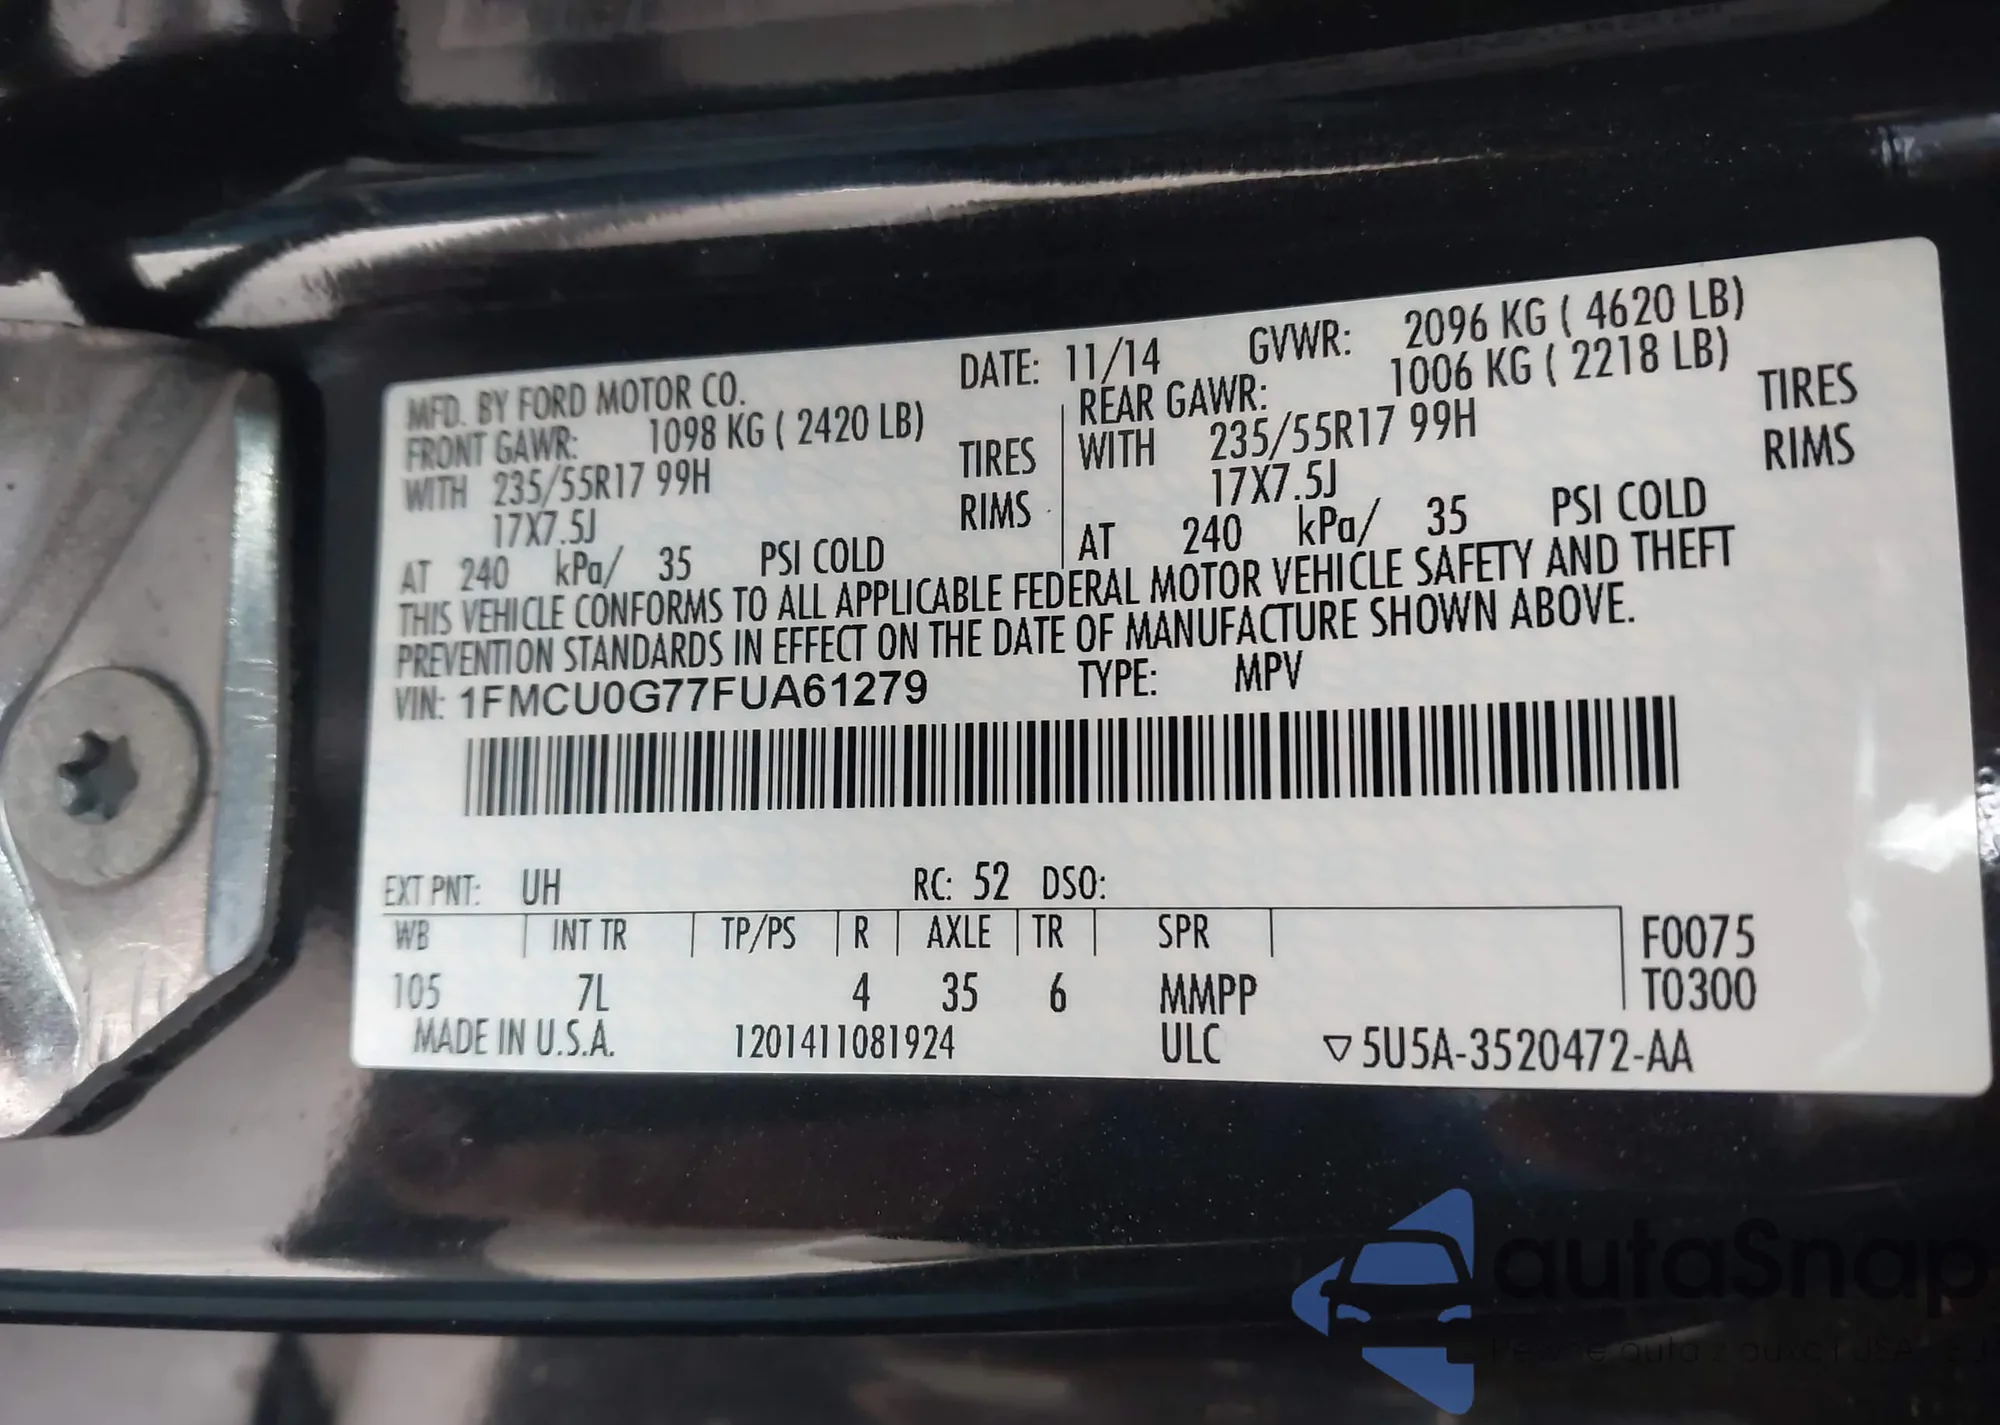 MFD. BY FORD MOTOR CO. DATE: 11/14 GVWR: 2096 KG ( 4620 LB)
FRONT GAWR: 1098 KG ( 2420 LB) REAR GAWR: 1006 KG ( 2218 LB)
WITH 235/55R17 99H TIRES WITH 235/55R17 99H TIRES
17X7.5J RIMS 17X7.5J RIMS
AT 240 kPa/ 35 PSI COLD AT 240 kPa/ 35 PSI COLD
THIS VEHICLE CONFORMS TO ALL APPLICABLE FEDERAL MOTOR VEHICLE SAFETY AND THEFT
PREVENTION STANDARDS IN EFFECT ON THE DATE OF MANUFACTURE SHOWN ABOVE.
VIN: 1FMCU0G77FUA61279 TYPE: MPV
EXT PNT: UH RC: 52 DSO:
WB INT TR TP/PS R AXLE TR SPR F0075
105 7L 4 35 6 MMPP T0300
MADE IN U.S.A. 1201411081924 ULC ▽5U5A-3520472-AA
autaSnap